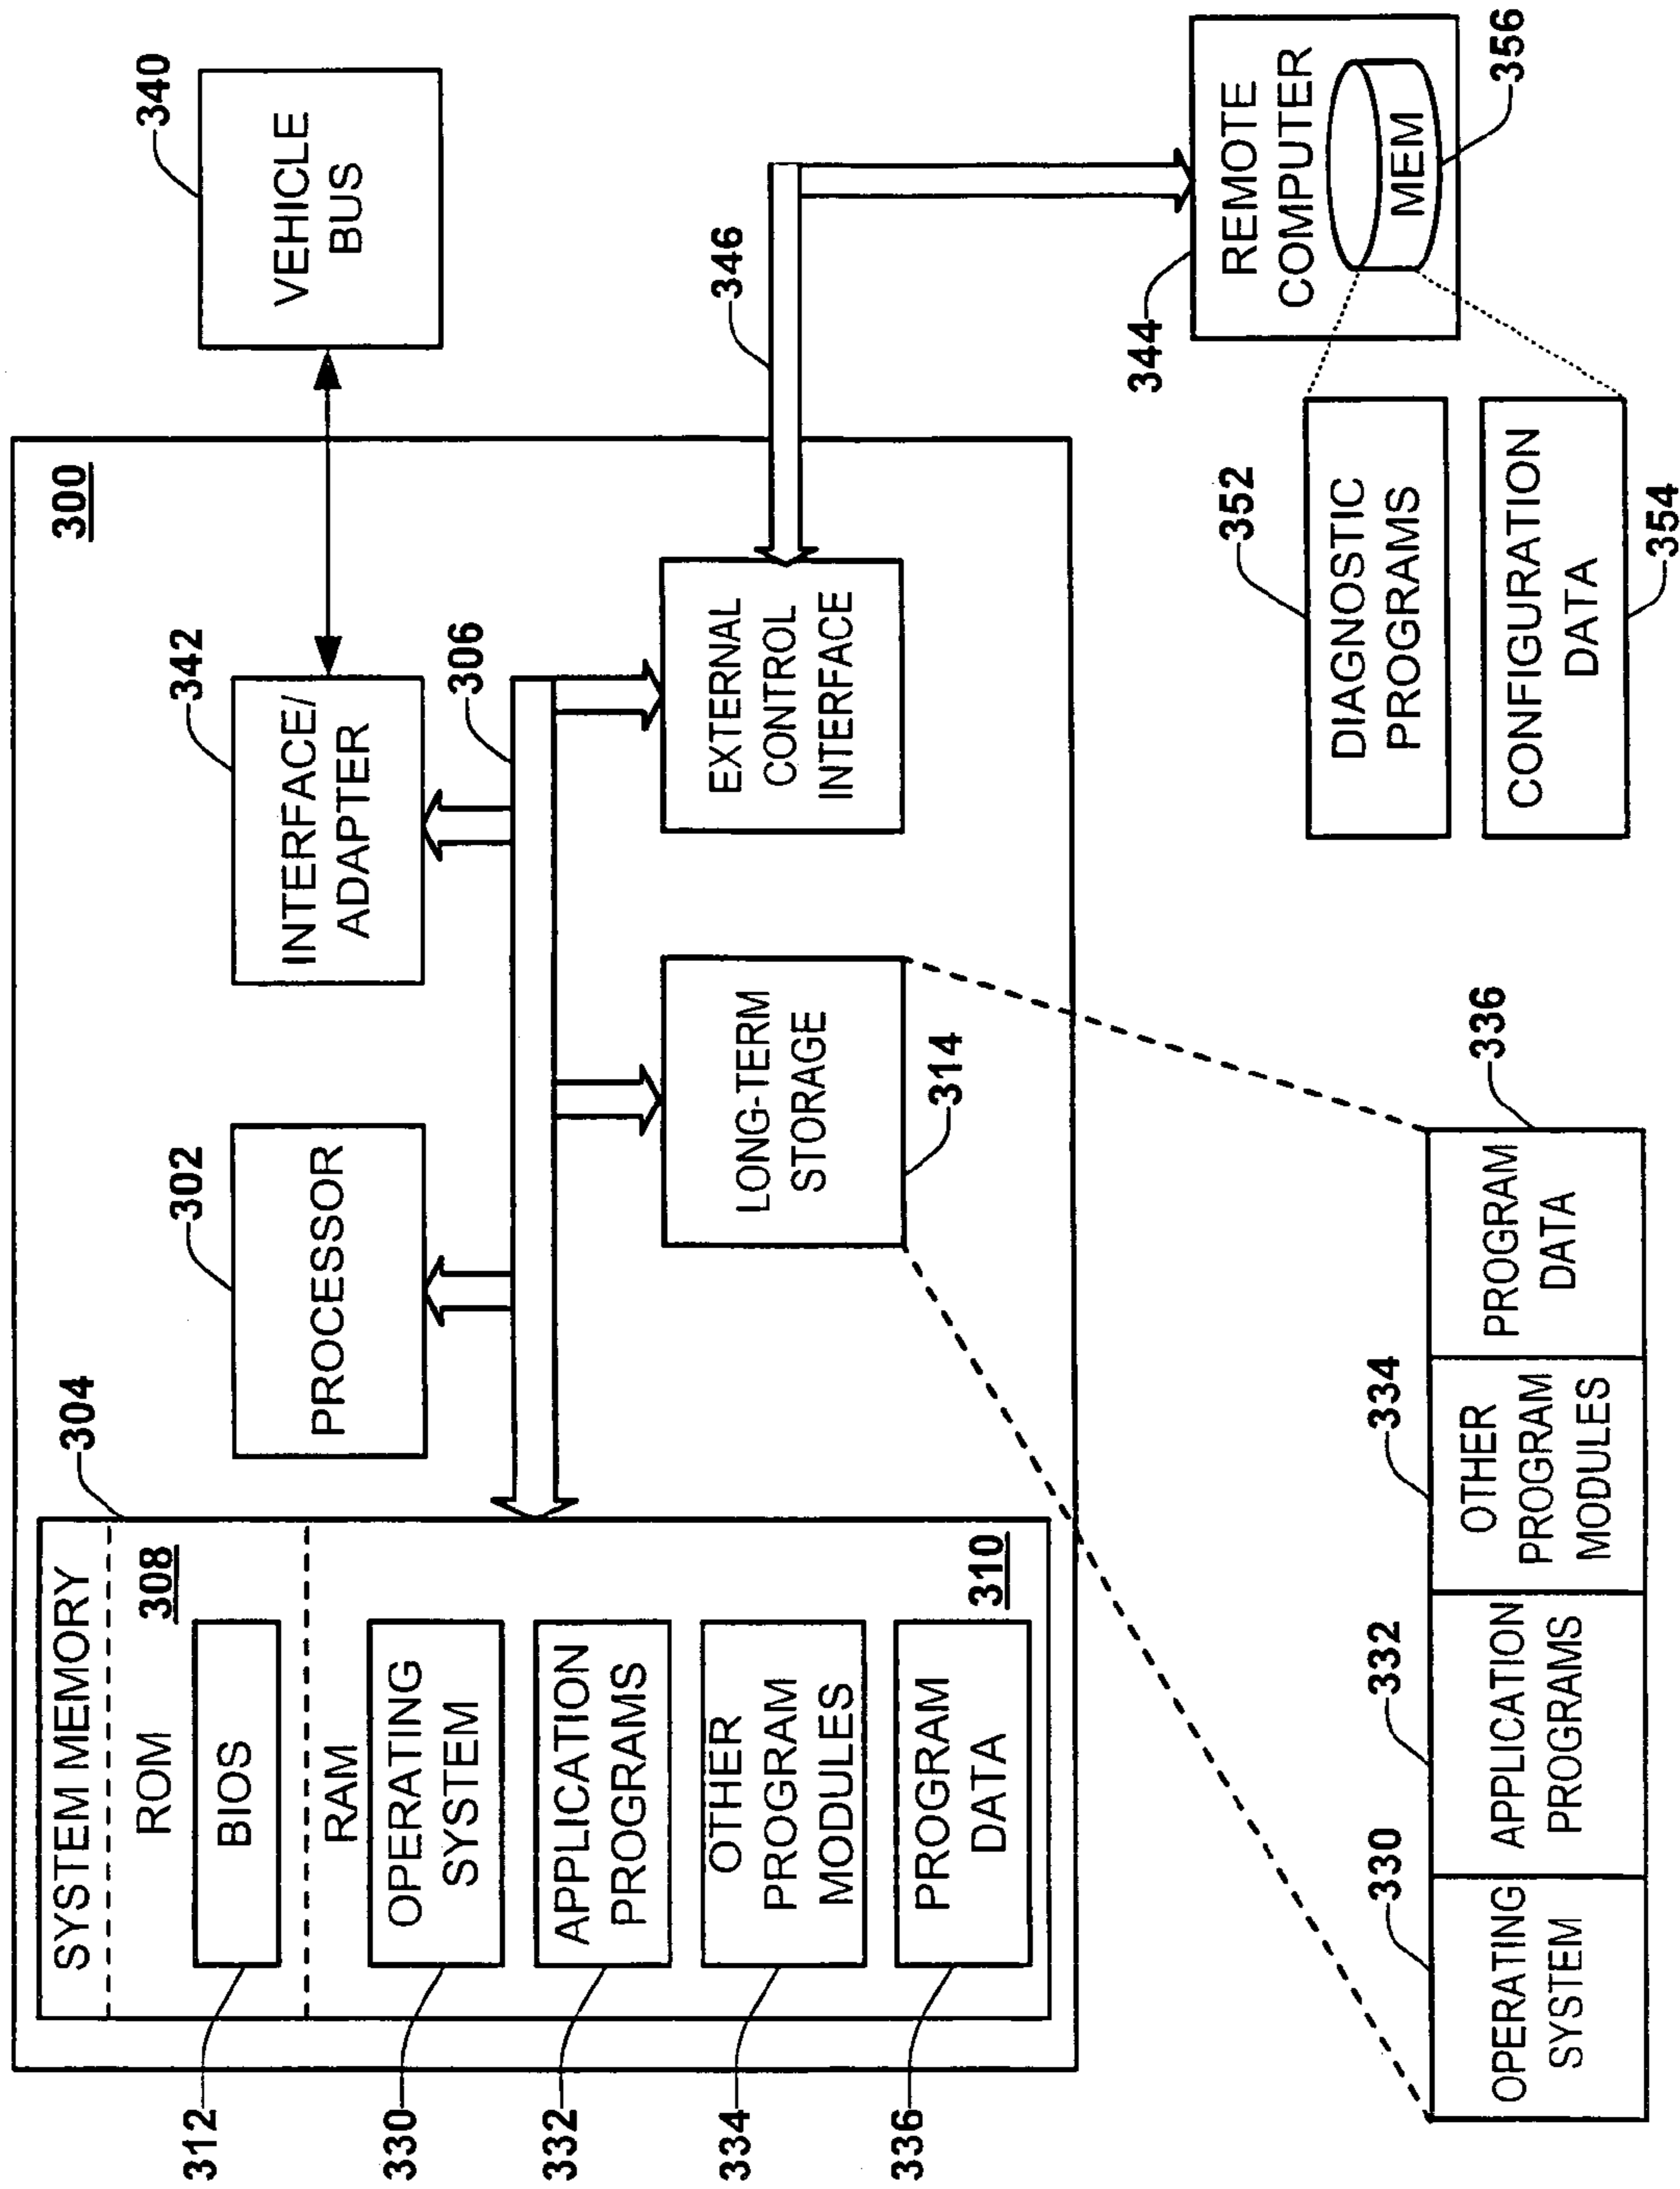 300
SYSTEM MEMORY
304
ROM
308
BIOS
312
RAM
OPERATING
SYSTEM
330
APPLICATION
PROGRAMS
332
OTHER
PROGRAM
MODULES
334
PROGRAM
DATA
336
310
302
PROCESSOR
342
INTERFACE/
ADAPTER
340
VEHICLE
BUS
306
LONG-TERM
STORAGE
314
EXTERNAL
CONTROL
INTERFACE
346
344
REMOTE
COMPUTER
MEM
356
352
DIAGNOSTIC
PROGRAMS
CONFIGURATION
DATA
354
330
OPERATING
SYSTEM
332
APPLICATION
PROGRAMS
334
OTHER
PROGRAM
MODULES
336
PROGRAM
DATA